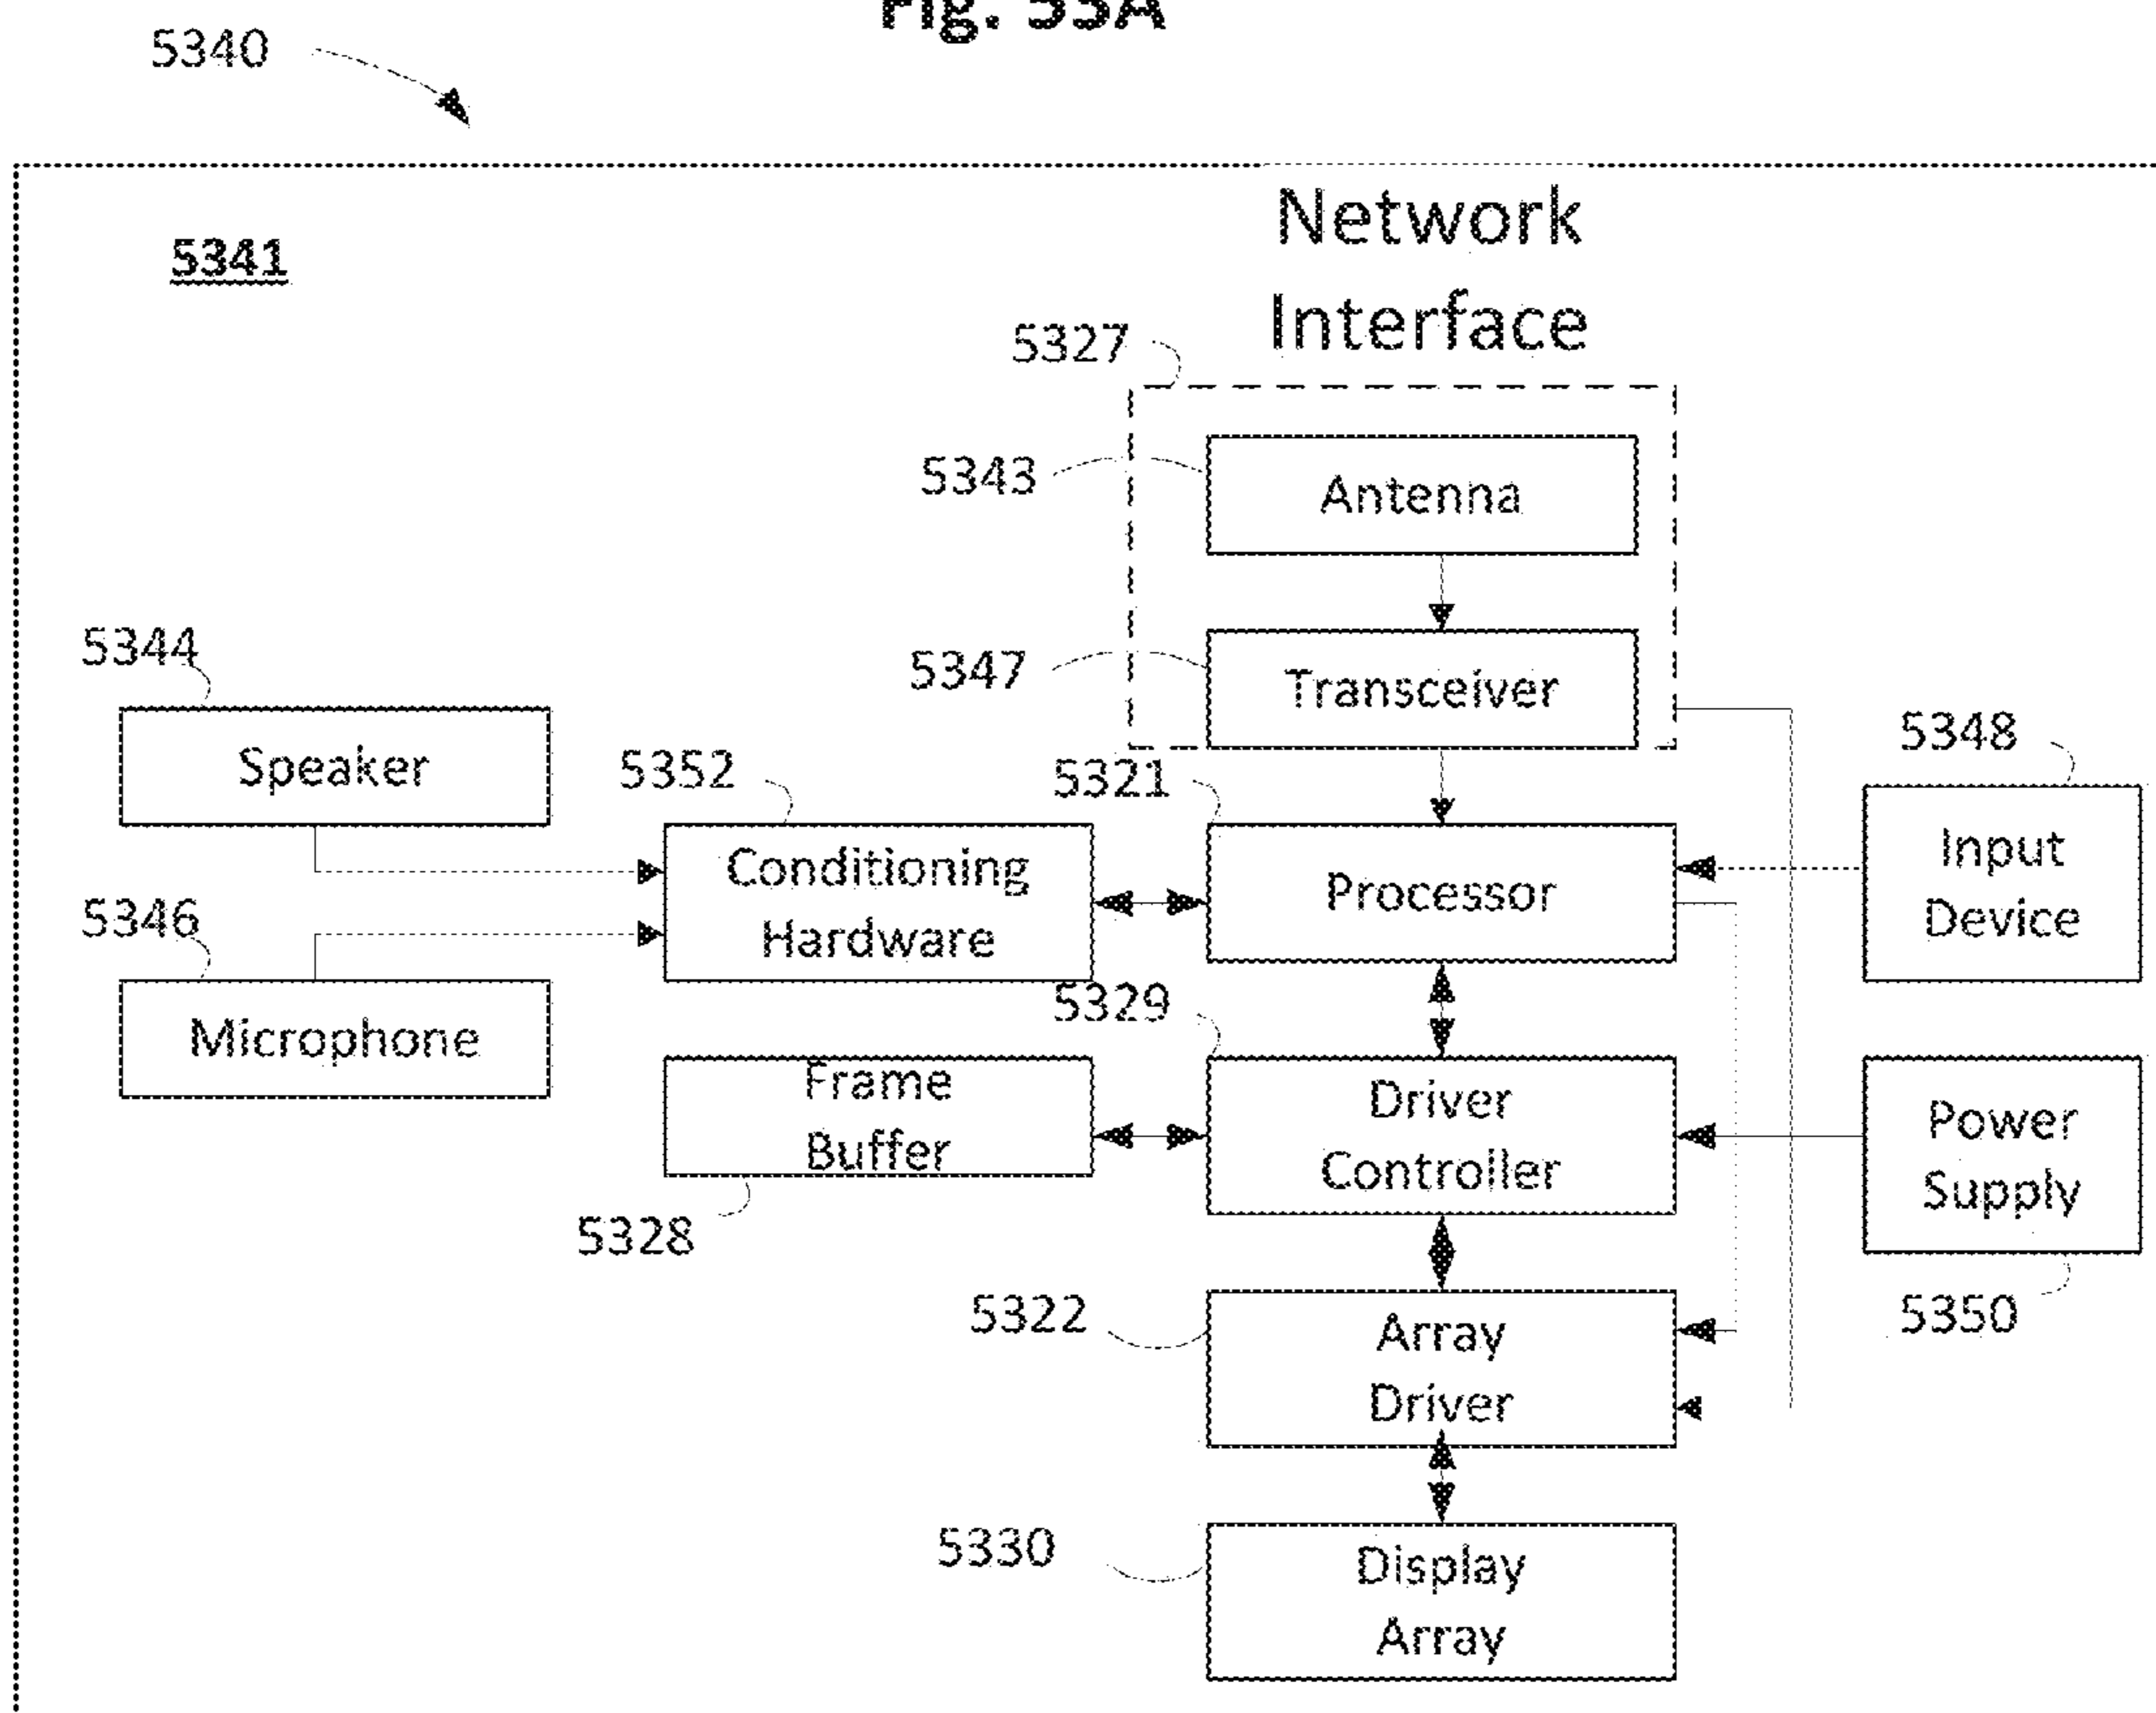 Fig. 53A
5340
5341
Network
Interface
5327
5343
Antenna
5347
Transceiver
5344
Speaker
5352
Conditioning
Hardware
5321
Processor
5348
Input
Device
5346
Microphone
5329
Driver
Controller
Frame
Buffer
5328
Power
Supply
5350
5322
Array
Driver
5330
Display
Array